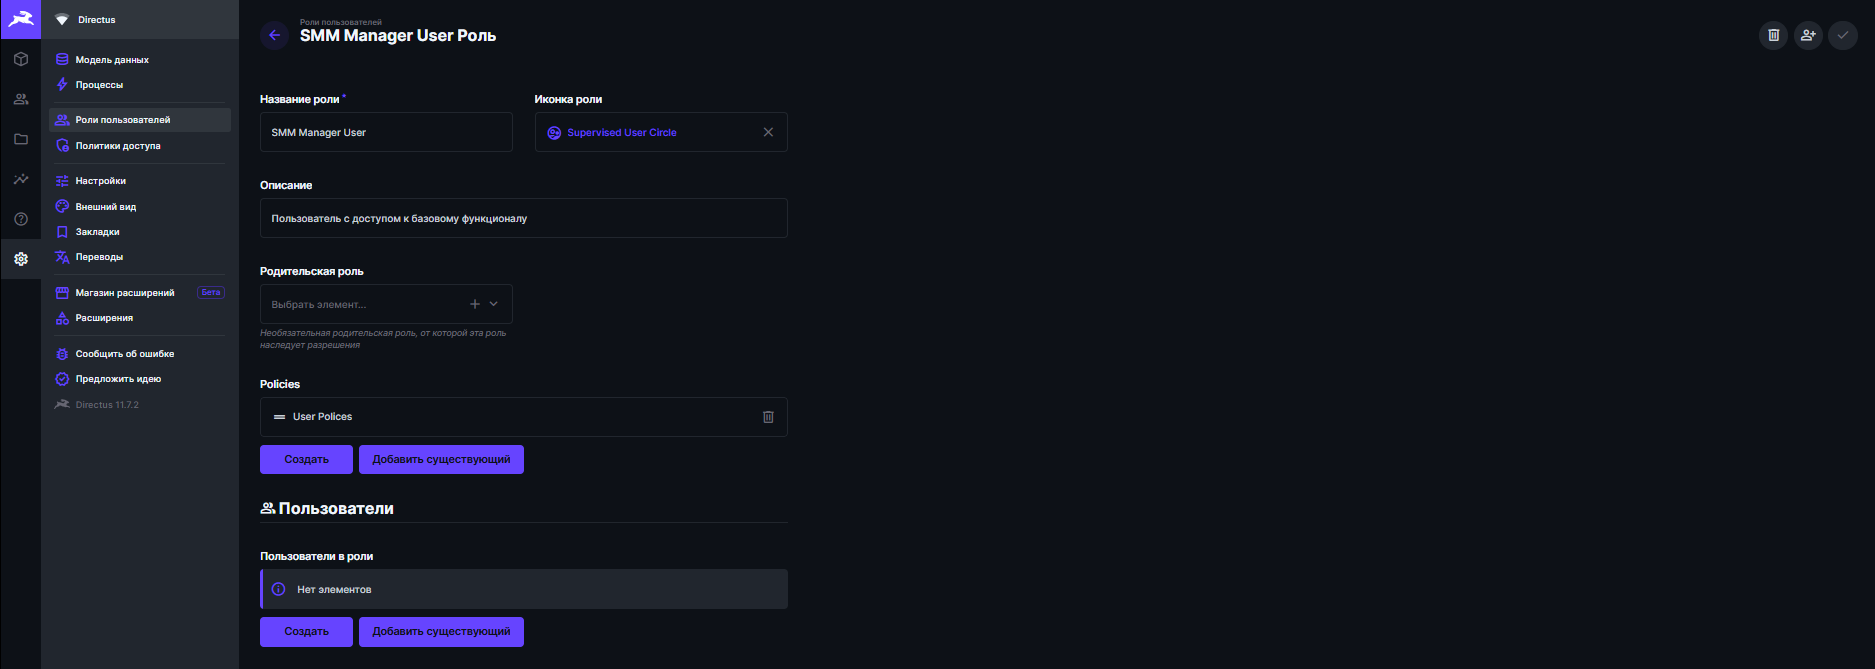 Directus
Модель данных
Процессы
Роли пользователей
Политики доступа
Настройки
Внешний вид
Закладки
Переводы
Магазин расширений
Бета
Расширения
Сообщить об ошибке
Предложить идею
Directus 11.7.2
Роли пользователей
SMM Manager User Роль
Название роли *
Иконка роли
SMM Manager User
Supervised User Circle
Описание
Пользователь с доступом к базовому функционалу
Родительская роль
Выбрать элемент...
Необязательная родительская роль, от которой эта роль
наследует разрешения
Policies
User Polices
Создать
Добавить существующий
Пользователи
Пользователи в роли
Нет элементов
Создать
Добавить существующий